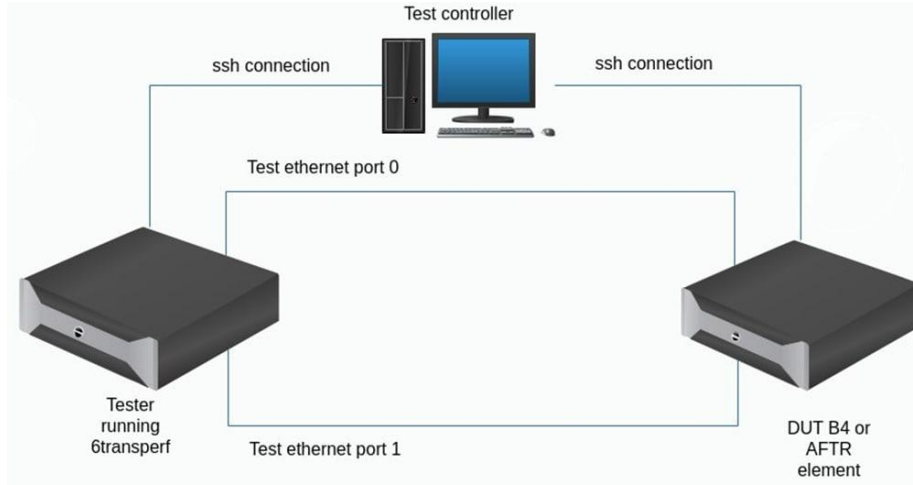 Test controller
ssh connection
ssh connection
Test ethernet port 0
Tester
running
6transperf
Test ethernet port 1
DUT B4 or
AFTR
element